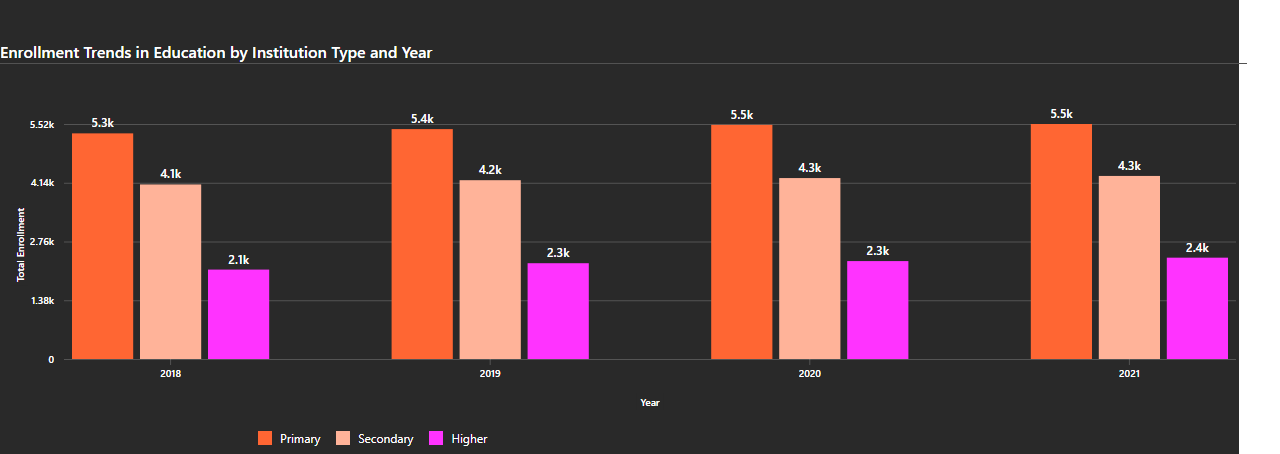 Enrollment Trends in Education by Institution Type and Year
5.3k 4.1k 2.1k 5.4k 4.2k 2.3k 5.5k 4.3k 2.3k 5.5k 4.3k 2.4k
5.52k
4.14k
2.76k
1.38k
0
Total Enrollment
2018 2019 2020 2021
Year
Primary Secondary Higher